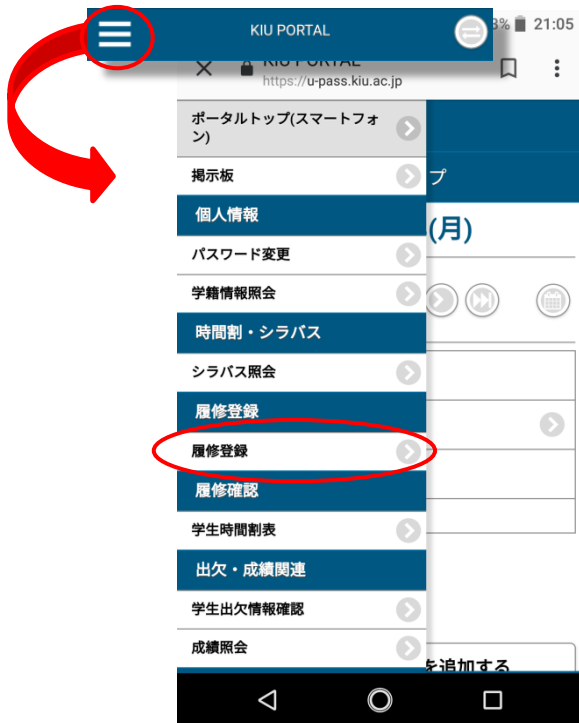 KIU PORTAL
3% 21:05
KIU PORTAL
https://u-pass.kiu.ac.jp
ポータルトップ(スマートフォ
ン)
掲示板
プ
個人情報
(月)
パスワード変更
学籍情報照会
時間割・シラバス
シラバス照会
履修登録
履修登録
履修確認
学生時間割表
出欠・成績関連
学生出欠情報確認
成績照会
を追加する